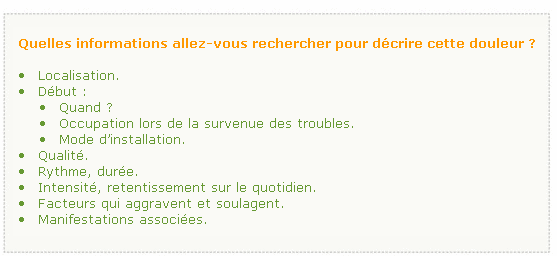 Quelles informations allez-vous rechercher pour décrire cette douleur ?
• Localisation.
• Début :
• Quand ?
• Occupation lors de la survenue des troubles.
• Mode d'installation.
• Qualité.
• Rythme, durée.
• Intensité, retentissement sur le quotidien.
• Facteurs qui aggravent et soulagent.
• Manifestations associées.